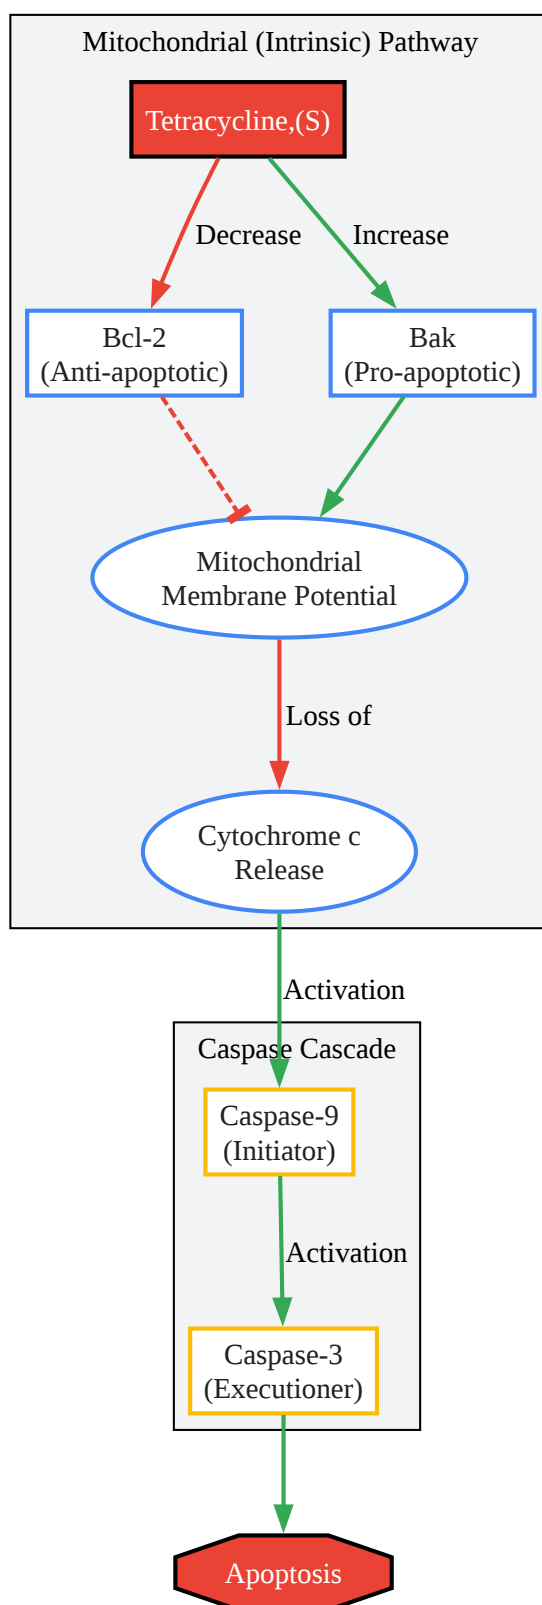 Mitochondrial (Intrinsic) Pathway
Tetracycline,(S)
Decrease
Increase
Bcl-2
(Anti-apoptotic)
Bak
(Pro-apoptotic)
Mitochondrial
Membrane Potential
Loss of
Cytochrome c
Release
Activation
Caspase Cascade
Caspase-9
(Initiator)
Activation
Caspase-3
(Executioner)
Apoptosis